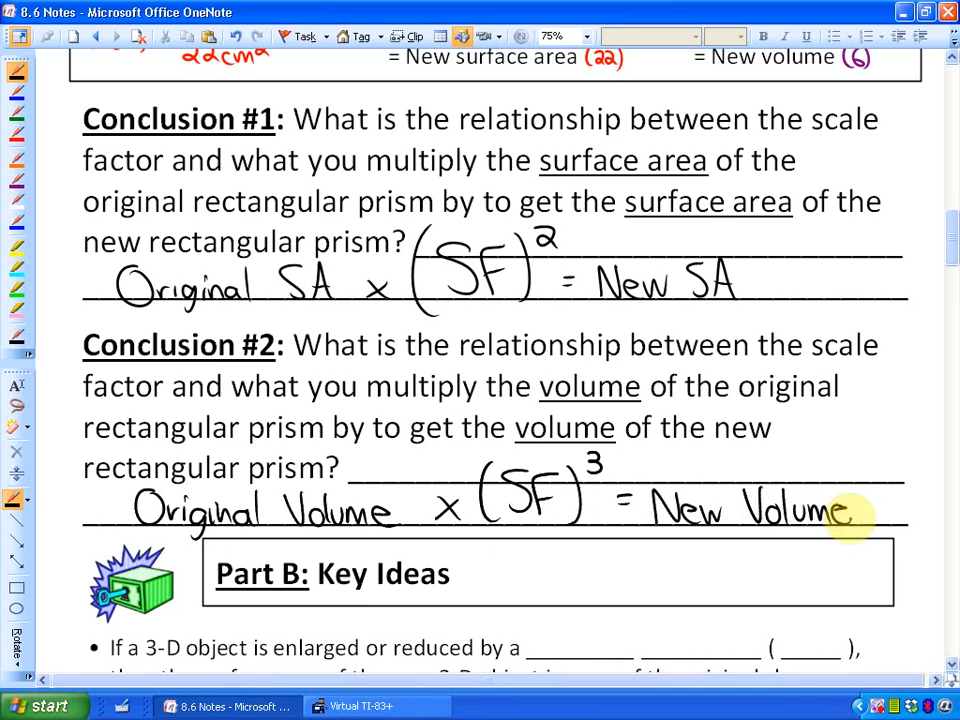 8.6 Notes - Microsoft Office OneNote
Task
Tag
Clip
75%
B I U
22cm²
= New surface area (22)
= New volume (6)
Conclusion #1: What is the relationship between the scale
factor and what you multiply the surface area of the
original rectangular prism by to get the surface area of the
new rectangular prism?
Original SA x (SF)² = New SA
Conclusion #2: What is the relationship between the scale
factor and what you multiply the volume of the original
rectangular prism by to get the volume of the new
rectangular prism?
Original Volume x (SF)³ = New Volume
Part B: Key Ideas
• If a 3-D object is enlarged or reduced by a __________ ___________ ( _____ ),
Rotate
start
8.6 Notes - Microsoft ...
Virtual TI-83+